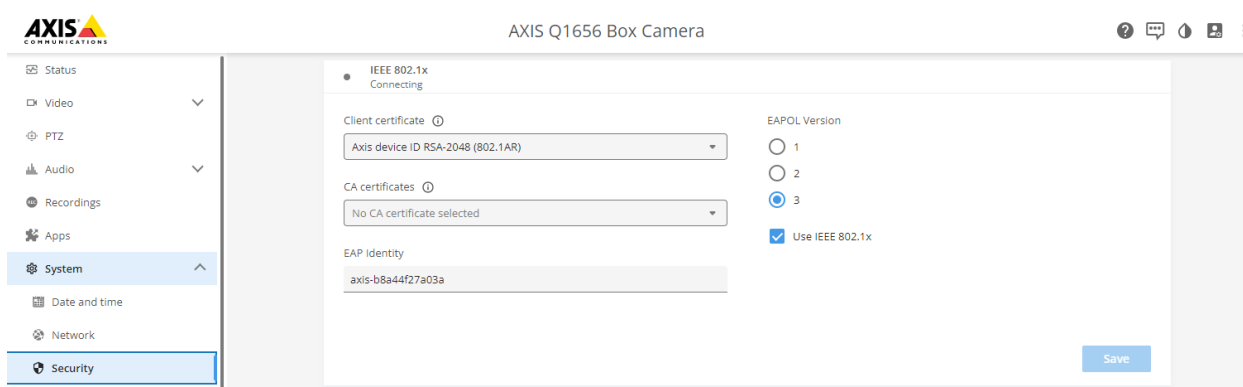 AXIS
COMMUNICATIONS
AXIS Q1656 Box Camera
Status
Video
PTZ
Audio
Recordings
Apps
System
Date and time
Network
Security
IEEE 802.1x
Connecting
Client certificate
Axis device ID RSA-2048 (802.1AR)
CA certificates
No CA certificate selected
EAP Identity
axis-b8a44f27a03a
EAPOL Version
1
2
3
Use IEEE 802.1x
Save